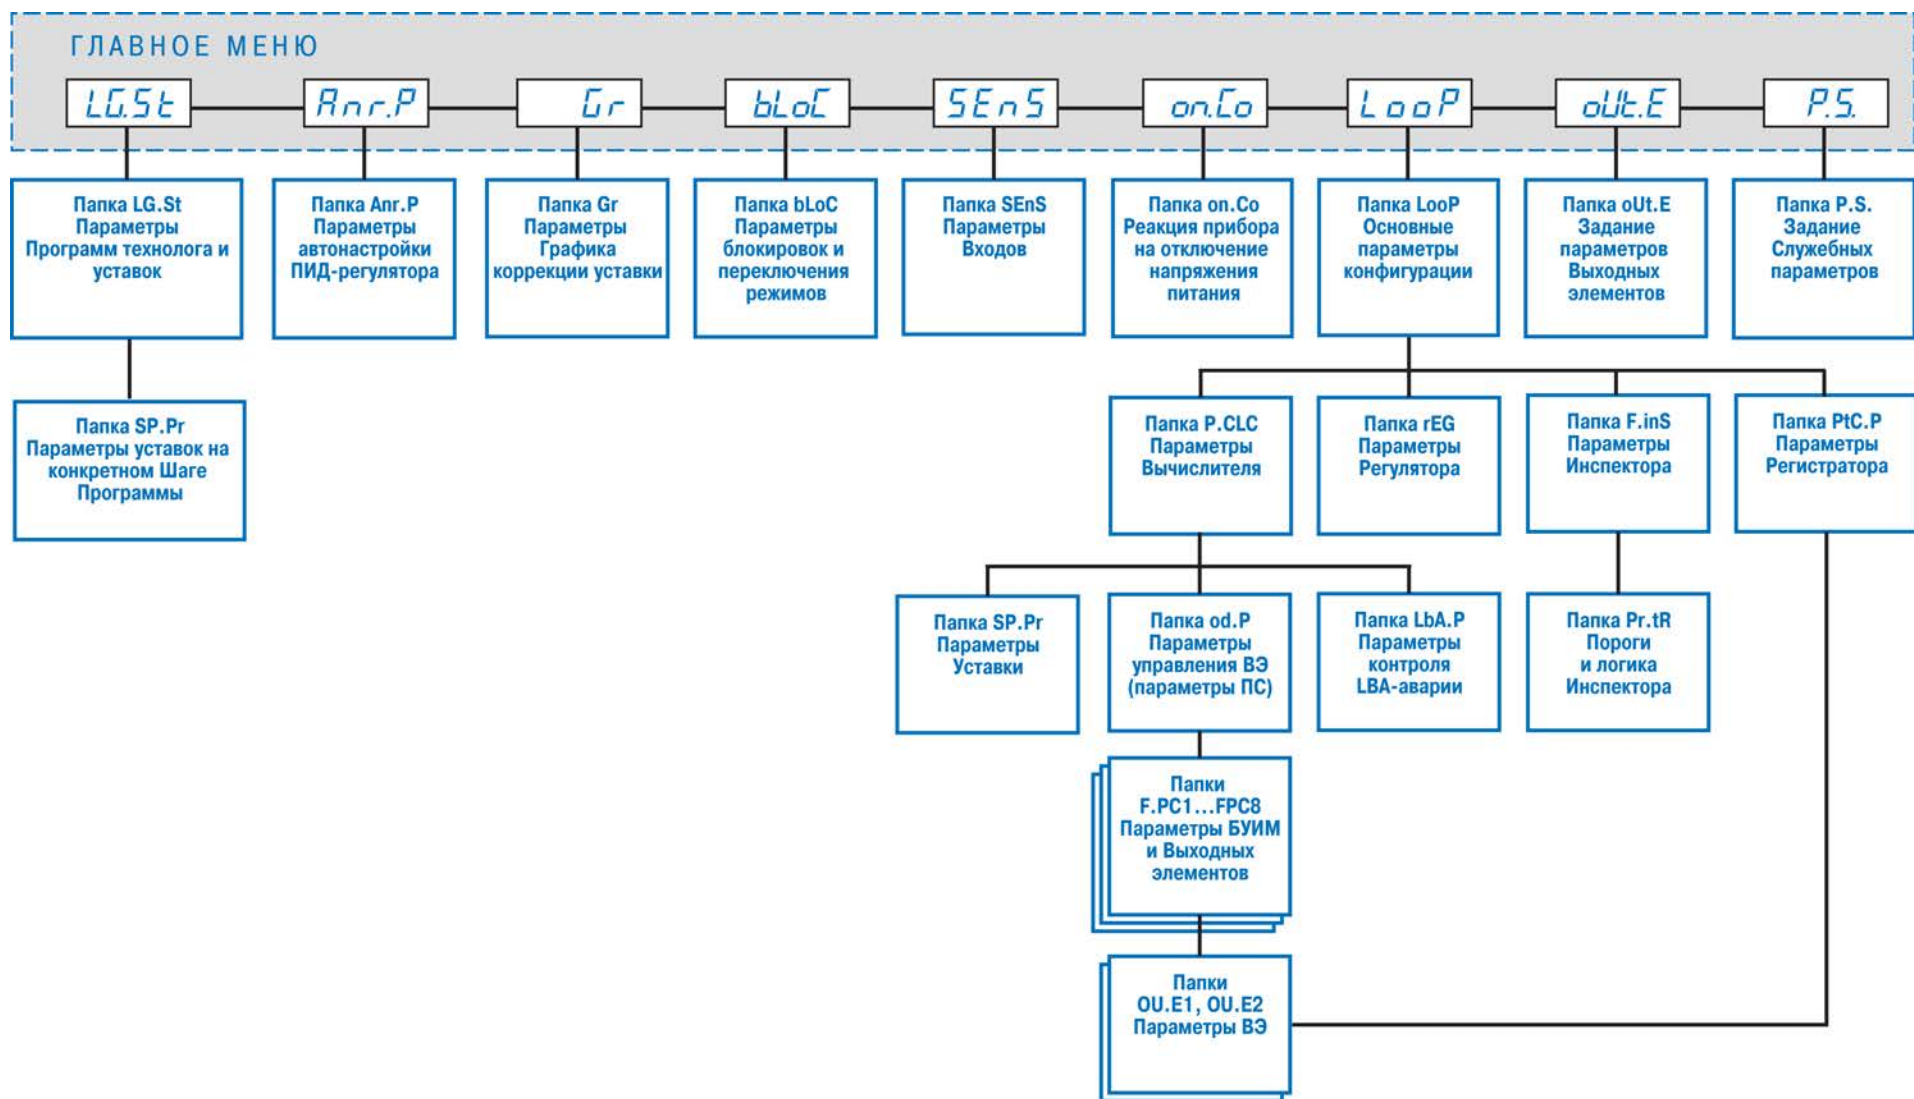 ГЛАВНОЕ МЕНЮ
LG.St
Anr.P
Gr
bLoC
SEnS
on.Co
LooP
oUt.E
P.S.
Папка LG.St
Параметры
Программ технолога и
уставок
Папка Anr.P
Параметры
автонастройки
ПИД-регулятора
Папка Gr
Параметры
Графика
коррекции уставки
Папка bLoC
Параметры
блокировок и
переключения
режимов
Папка SEnS
Параметры
Входов
Папка on.Co
Реакция прибора
на отключение
напряжения
питания
Папка LooP
Основные
параметры
конфигурации
Папка oUt.E
Задание
параметров
Выходных
элементов
Папка P.S.
Задание
Служебных
параметров
Папка SP.Pr
Параметры уставок на
конкретном Шаге
Программы
Папка P.CLC
Параметры
Вычислителя
Папка rEG
Параметры
Регулятора
Папка F.inS
Параметры
Инспектора
Папка PtC.P
Параметры
Регистратора
Папка SP.Pr
Параметры
Уставки
Папка od.P
Параметры
управления ВЭ
(параметры ПС)
Папка LbA.P
Параметры
контроля
LBA-аварии
Папка Pr.tR
Пороги
и логика
Инспектора
Папки
F.PC1...FPC8
Параметры БУИМ
и Выходных
элементов
Папки
OU.E1, OU.E2
Параметры ВЭ